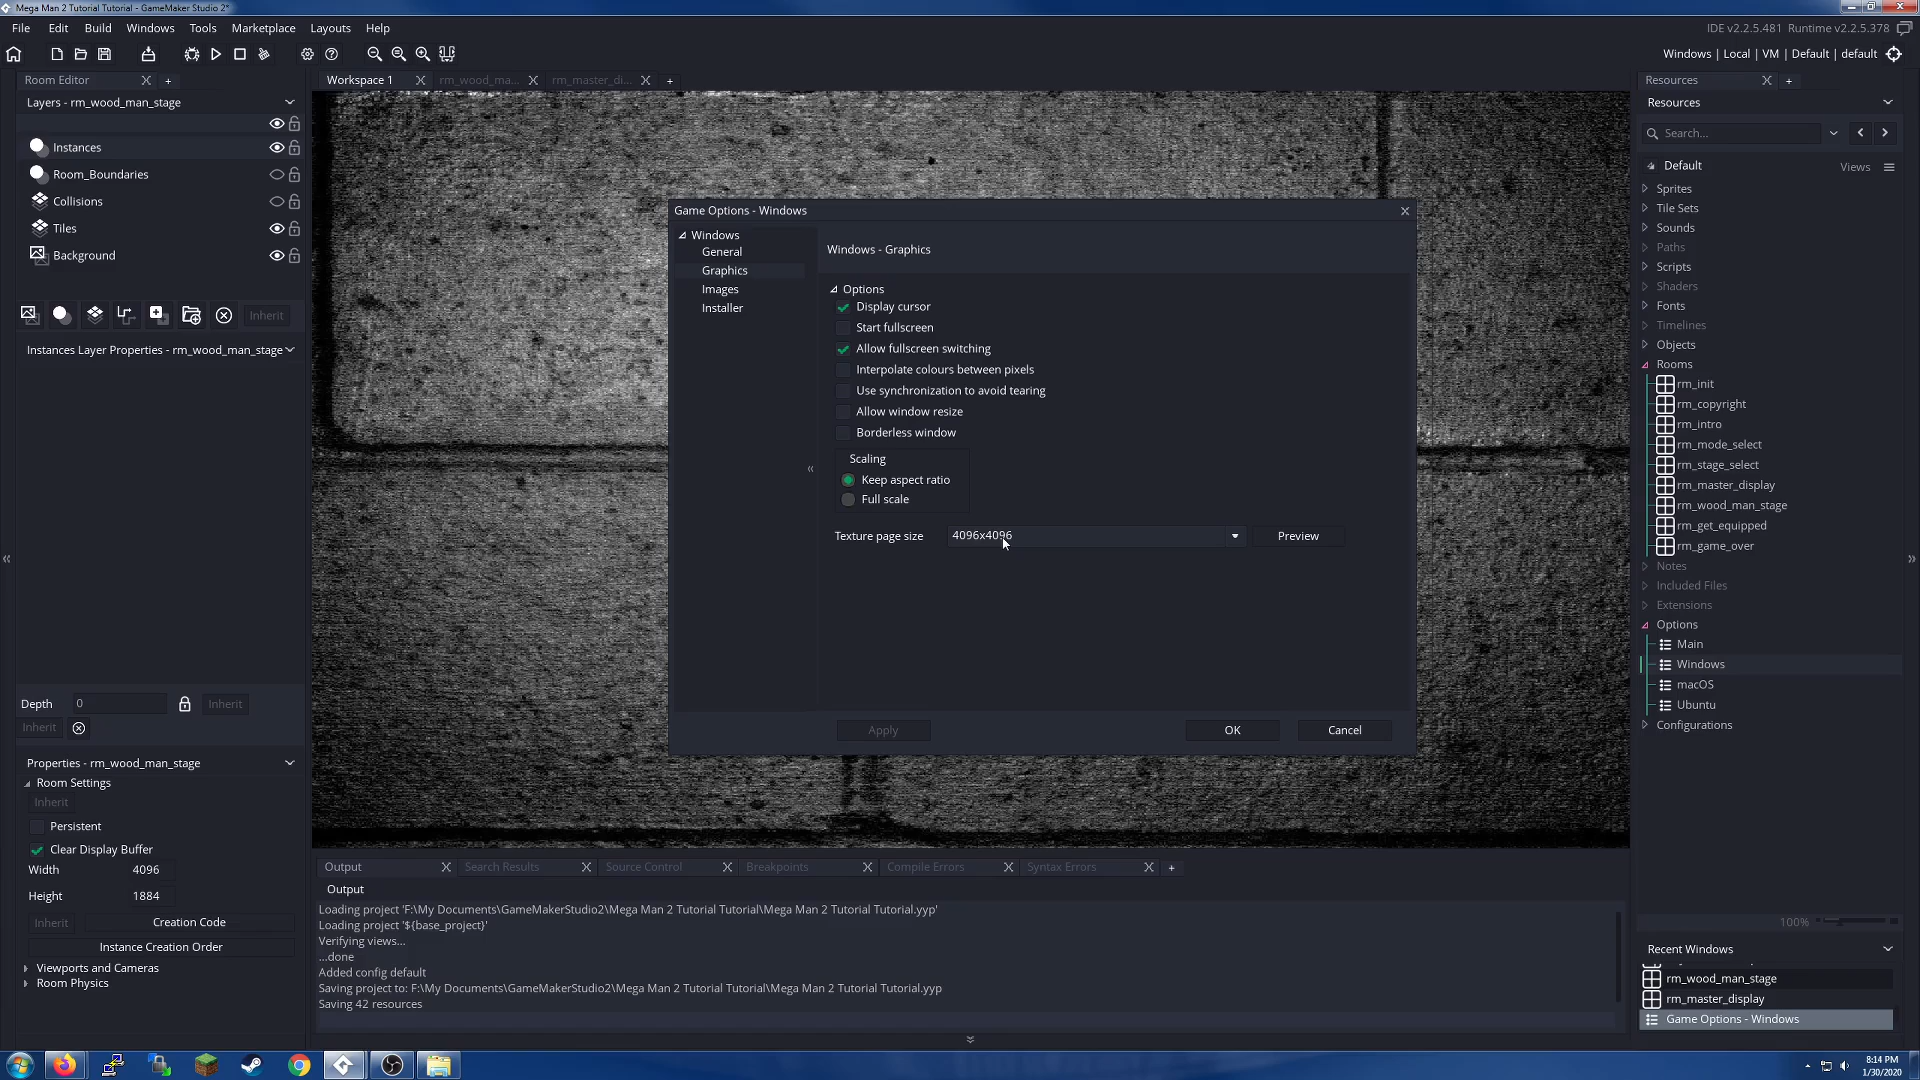 Mega Man 2 Tutorial Tutorial - GameMaker Studio 2*
File Edit Build Windows Tools Marketplace Layouts Help
IDE v2.2.5.481 Runtime v2.2.5.378
Windows | Local | VM | Default | default
Room Editor
Layers - rm_wood_man_stage
Instances
Room_Boundaries
Collisions
Tiles
Background
Inherit
Instances Layer Properties - rm_wood_man_stage
Depth 0 Inherit
Inherit
Properties - rm_wood_man_stage
Room Settings
Inherit
Persistent
Clear Display Buffer
Width 4096
Height 1884
Inherit Creation Code
Instance Creation Order
Viewports and Cameras
Room Physics
Workspace 1 rm_wood_ma... rm_master_di...
Game Options - Windows
Windows
General
Graphics
Images
Installer
Windows - Graphics
Options
Display cursor
Start fullscreen
Allow fullscreen switching
Interpolate colours between pixels
Use synchronization to avoid tearing
Allow window resize
Borderless window
Scaling
Keep aspect ratio
Full scale
Texture page size 4096x4096 Preview
Apply OK Cancel
Output Search Results Source Control Breakpoints Compile Errors Syntax Errors
Output
Loading project 'F:\My Documents\GameMakerStudio2\Mega Man 2 Tutorial Tutorial\Mega Man 2 Tutorial Tutorial.yyp'
Loading project '${base_project}'
Verifying views...
...done
Added config default
Saving project to: F:\My Documents\GameMakerStudio2\Mega Man 2 Tutorial Tutorial\Mega Man 2 Tutorial Tutorial.yyp
Saving 42 resources
Resources
Resources
Search...
Default Views
Sprites
Tile Sets
Sounds
Paths
Scripts
Shaders
Fonts
Timelines
Objects
Rooms
rm_init
rm_copyright
rm_intro
rm_mode_select
rm_stage_select
rm_master_display
rm_wood_man_stage
rm_get_equipped
rm_game_over
Notes
Included Files
Extensions
Options
Main
Windows
macOS
Ubuntu
Configurations
100%
Recent Windows
rm_wood_man_stage
rm_master_display
Game Options - Windows
8:14 PM
1/30/2020